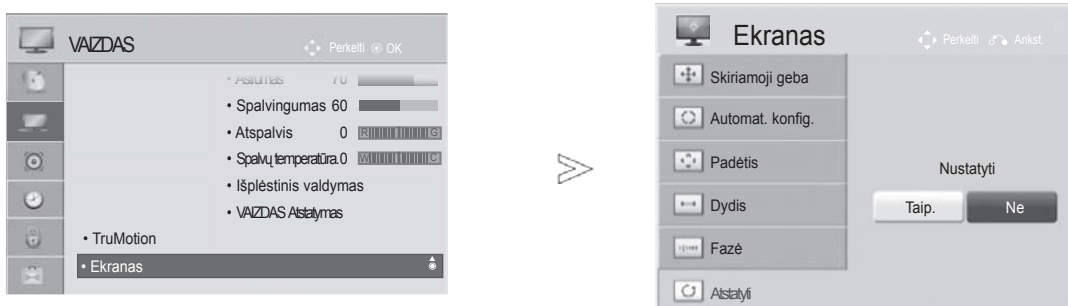 VAIZDAS
Perkelti OK
• Aštrumas 70
• Spalvingumas 60
• Atspalvis 0 R G
• Spalvų temperatūra 0 W C
• Išplėstinis valdymas
• VAIZDAS Atstatymas
• TruMotion
• Ekranas
Ekranas
Perkelti Ankst.
Skiriamoji geba
Automat. konfig.
Padėtis
Dydis
Fazė
Atstatyti
Nustatyti
Taip. Ne